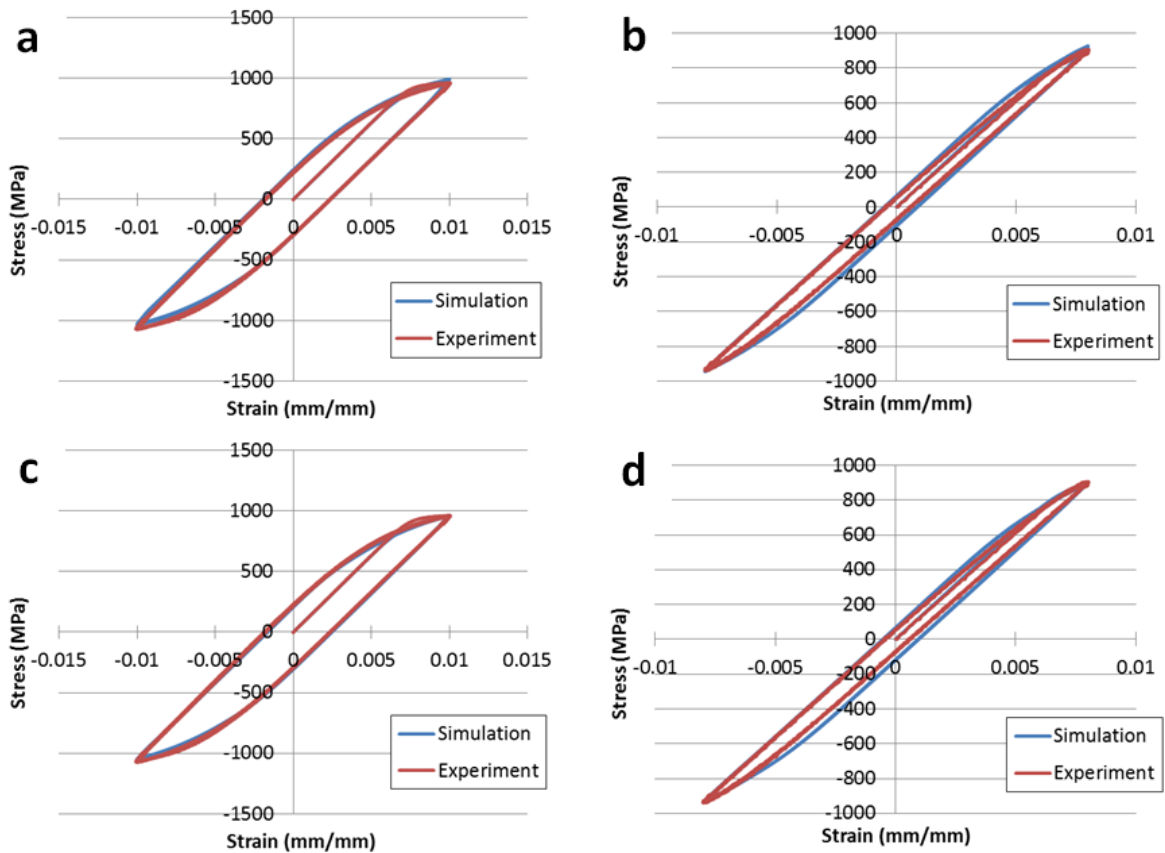 a
1500
1000
500
0
-0.015 -0.01 -0.005 0 0.005 0.01 0.015
-500
-1000
-1500
Stress (MPa)
Strain (mm/mm)
Simulation
Experiment
b
1000
800
600
400
200
0
-0.01 -0.005 0 0.005 0.01
-200
-400
-600
-800
-1000
Stress (MPa)
Strain (mm/mm)
Simulation
Experiment
c
1500
1000
500
0
-0.015 -0.01 -0.005 0 0.005 0.01 0.015
-500
-1000
-1500
Stress (MPa)
Strain (mm/mm)
Simulation
Experiment
d
1000
800
600
400
200
0
-0.01 -0.005 0 0.005 0.01
-200
-400
-600
-800
-1000
Stress (MPa)
Strain (mm/mm)
Simulation
Experiment